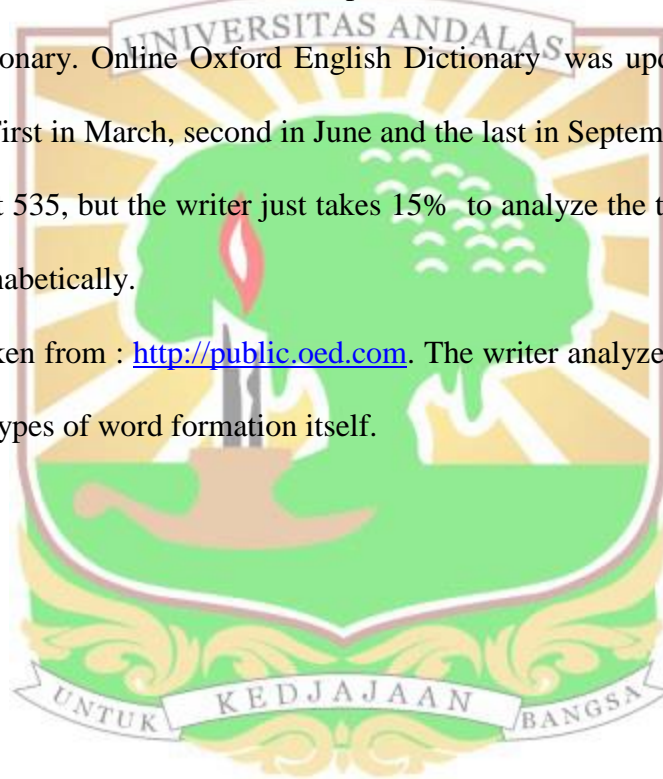 UNIVERSITAS ANDALAS
onary. Online Oxford English Dictionary was upd
First in March, second in June and the last in Septem
t 535, but the writer just takes 15% to analyze the t
habetically.
ken from : http://public.oed.com. The writer analyze
ypes of word formation itself.
UNTUK KEDJAJAAN BANGSA